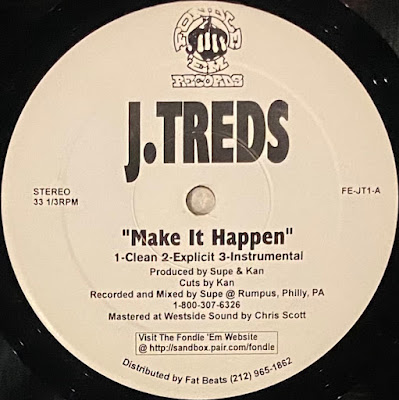 FONDLE
'EM
RECORDS
J.TREDS
STEREO
33 1/3RPM
FE-JT1-A
"Make It Happen"
1-Clean 2-Explicit 3-Instrumental
Produced by Supe & Kan
Cuts by Kan
Recorded and Mixed by Supe @ Rumpus, Philly, PA
1-800-307-6326
Mastered at Westside Sound by Chris Scott
Visit The Fondle 'Em Website
@ http://sandbox.pair.com/fondle
Distributed by Fat Beats (212) 965-1862